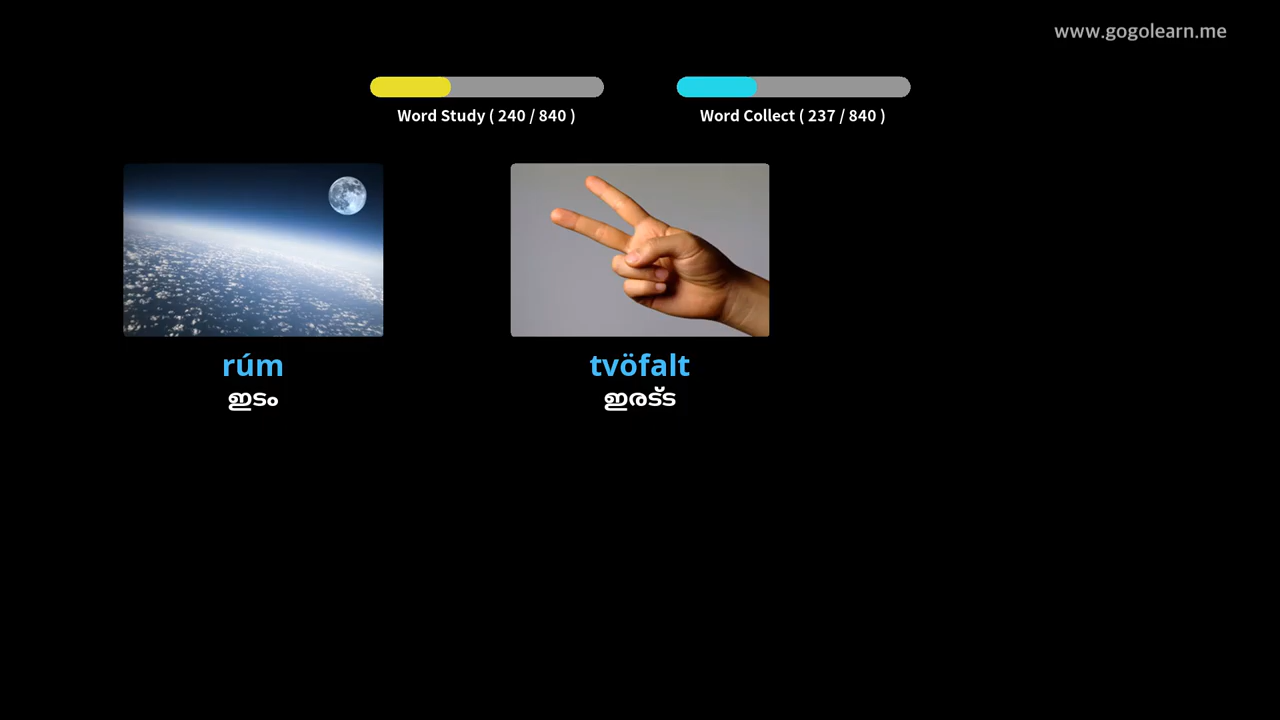 www.gogolearn.me
Word Study ( 240 / 840 )
Word Collect ( 237 / 840 )
rúm
ഇടം
tvöfalt
ഇരട്ട